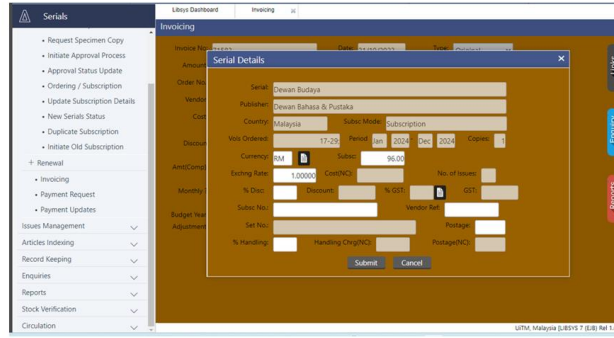 Libsys Dashboard
Invoicing
Serials
Invoicing
Request Specimen Copy
Initiate Approval Process
Approval Status Update
Ordering / Subscription
Update Subscription Details
New Serials Status
Duplicate Subscription
Initiate Old Subscription
+ Renewal
Invoicing
Payment Request
Payment Updates
Issues Management
Articles Indexing
Record Keeping
Enquiries
Reports
Stock Verification
Circulation
Invoice No:
Date:
Type:
Amount
Order No
Vendor
Cost
Discoun
Amt(Comp
Monthly
Budget Year
Adjustment
Serial Details
×
Serial: Dewan Budaya
Publisher: Dewan Bahasa & Pustaka
Country: Malaysia Subsc Mode: Subscription
Vols Ordered: 17-29; Period Jan 2024 Dec 2024 Copies: 1
Currency: RM Subsc: 96.00
Exchng Rate: 1.00000 Cost(NC): No. of Issues:
% Disc: Discount: % GST: GST:
Subsc No.: Vendor Ref:
Set No.: Postage:
% Handling: Handling Chrg(NC): Postage(NC):
Submit Cancel
Links
Enquiry
Reports
UiTM, Malaysia [LIBSYS 7 (EJB) Rel 1.